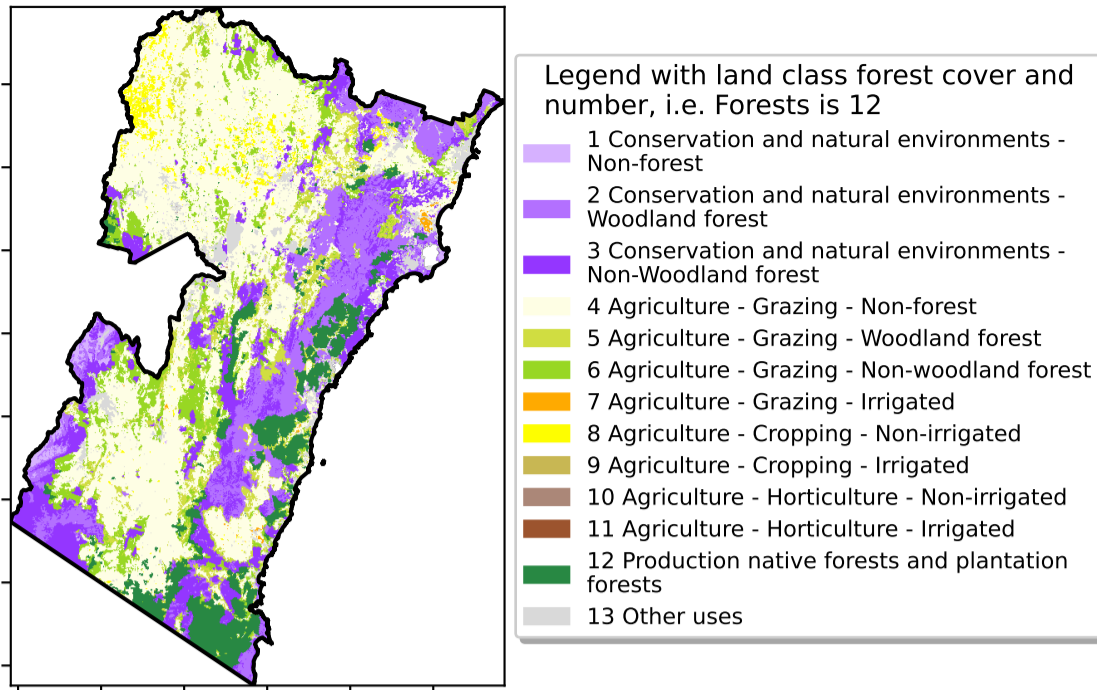 Legend with land class forest cover and
number, i.e. Forests is 12
1 Conservation and natural environments -
Non-forest
2 Conservation and natural environments -
Woodland forest
3 Conservation and natural environments -
Non-Woodland forest
4 Agriculture - Grazing - Non-forest
5 Agriculture - Grazing - Woodland forest
6 Agriculture - Grazing - Non-woodland forest
7 Agriculture - Grazing - Irrigated
8 Agriculture - Cropping - Non-irrigated
9 Agriculture - Cropping - Irrigated
10 Agriculture - Horticulture - Non-irrigated
11 Agriculture - Horticulture - Irrigated
12 Production native forests and plantation
forests
13 Other uses